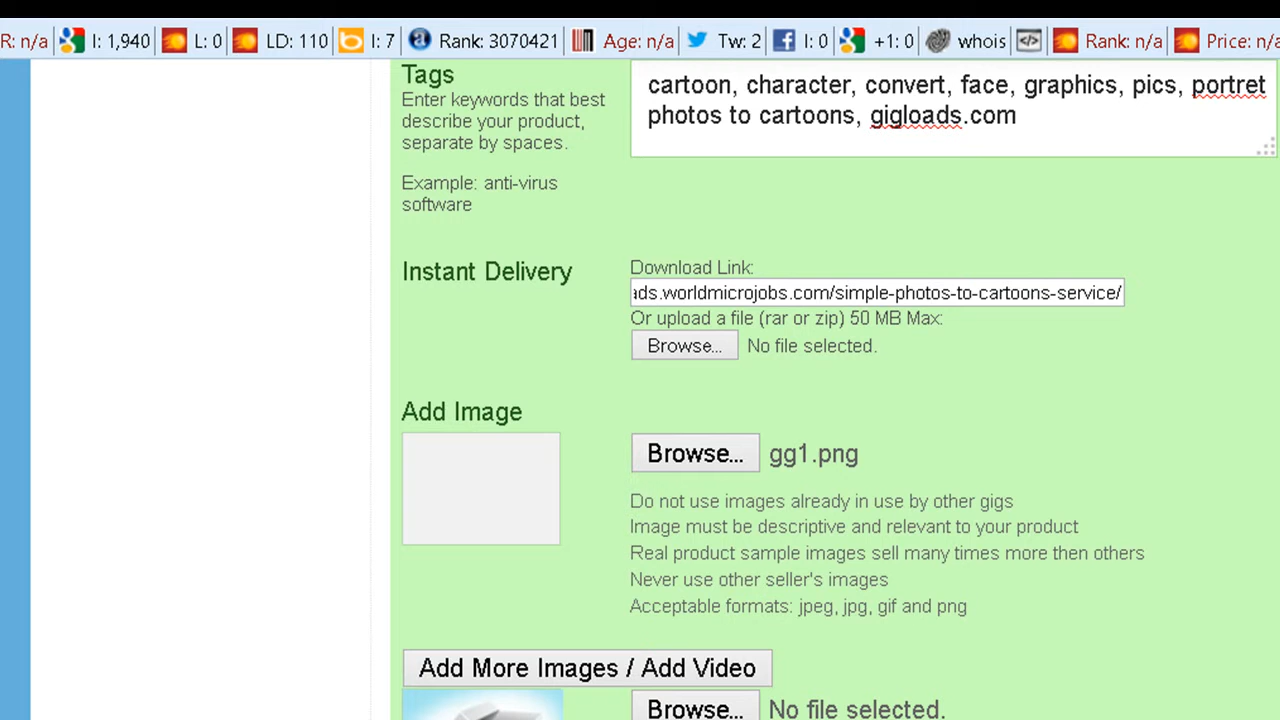 R: n/a I: 1,940 L: 0 LD: 110 I: 7 Rank: 3070421 Age: n/a Tw: 2 I: 0 +1: 0 whois Rank: n/a Price: n/a
Tags
Enter keywords that best
describe your product,
separate by spaces.
Example: anti-virus
software
cartoon, character, convert, face, graphics, pics, portret
photos to cartoons, gigloads.com
Instant Delivery
Download Link:
ads.worldmicrojobs.com/simple-photos-to-cartoons-service/
Or upload a file (rar or zip) 50 MB Max:
Browse... No file selected.
Add Image
Browse... gg1.png
Do not use images already in use by other gigs
Image must be descriptive and relevant to your product
Real product sample images sell many times more then others
Never use other seller's images
Acceptable formats: jpeg, jpg, gif and png
Add More Images / Add Video
Browse... No file selected.